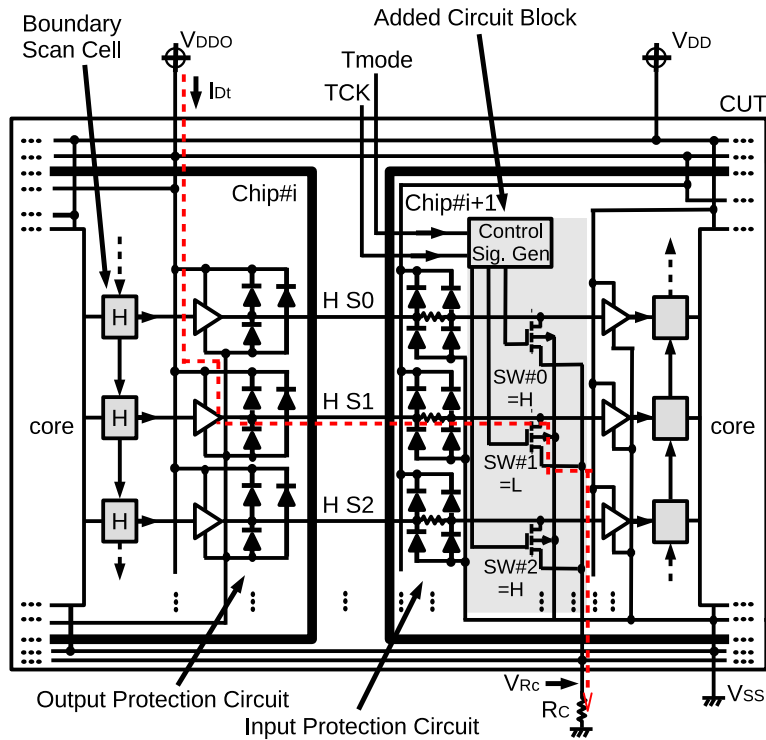 Boundary
Scan Cell
VDDO
IDt
Added Circuit Block
Tmode
TCK
VDD
CUT
Chip#i
Chip#i+1
Control
Sig. Gen
H
H S0
SW#0
=H
core
H
H S1
SW#1
=L
core
H
H S2
SW#2
=H
Output Protection Circuit
Input Protection Circuit
VRc
RC
VSS